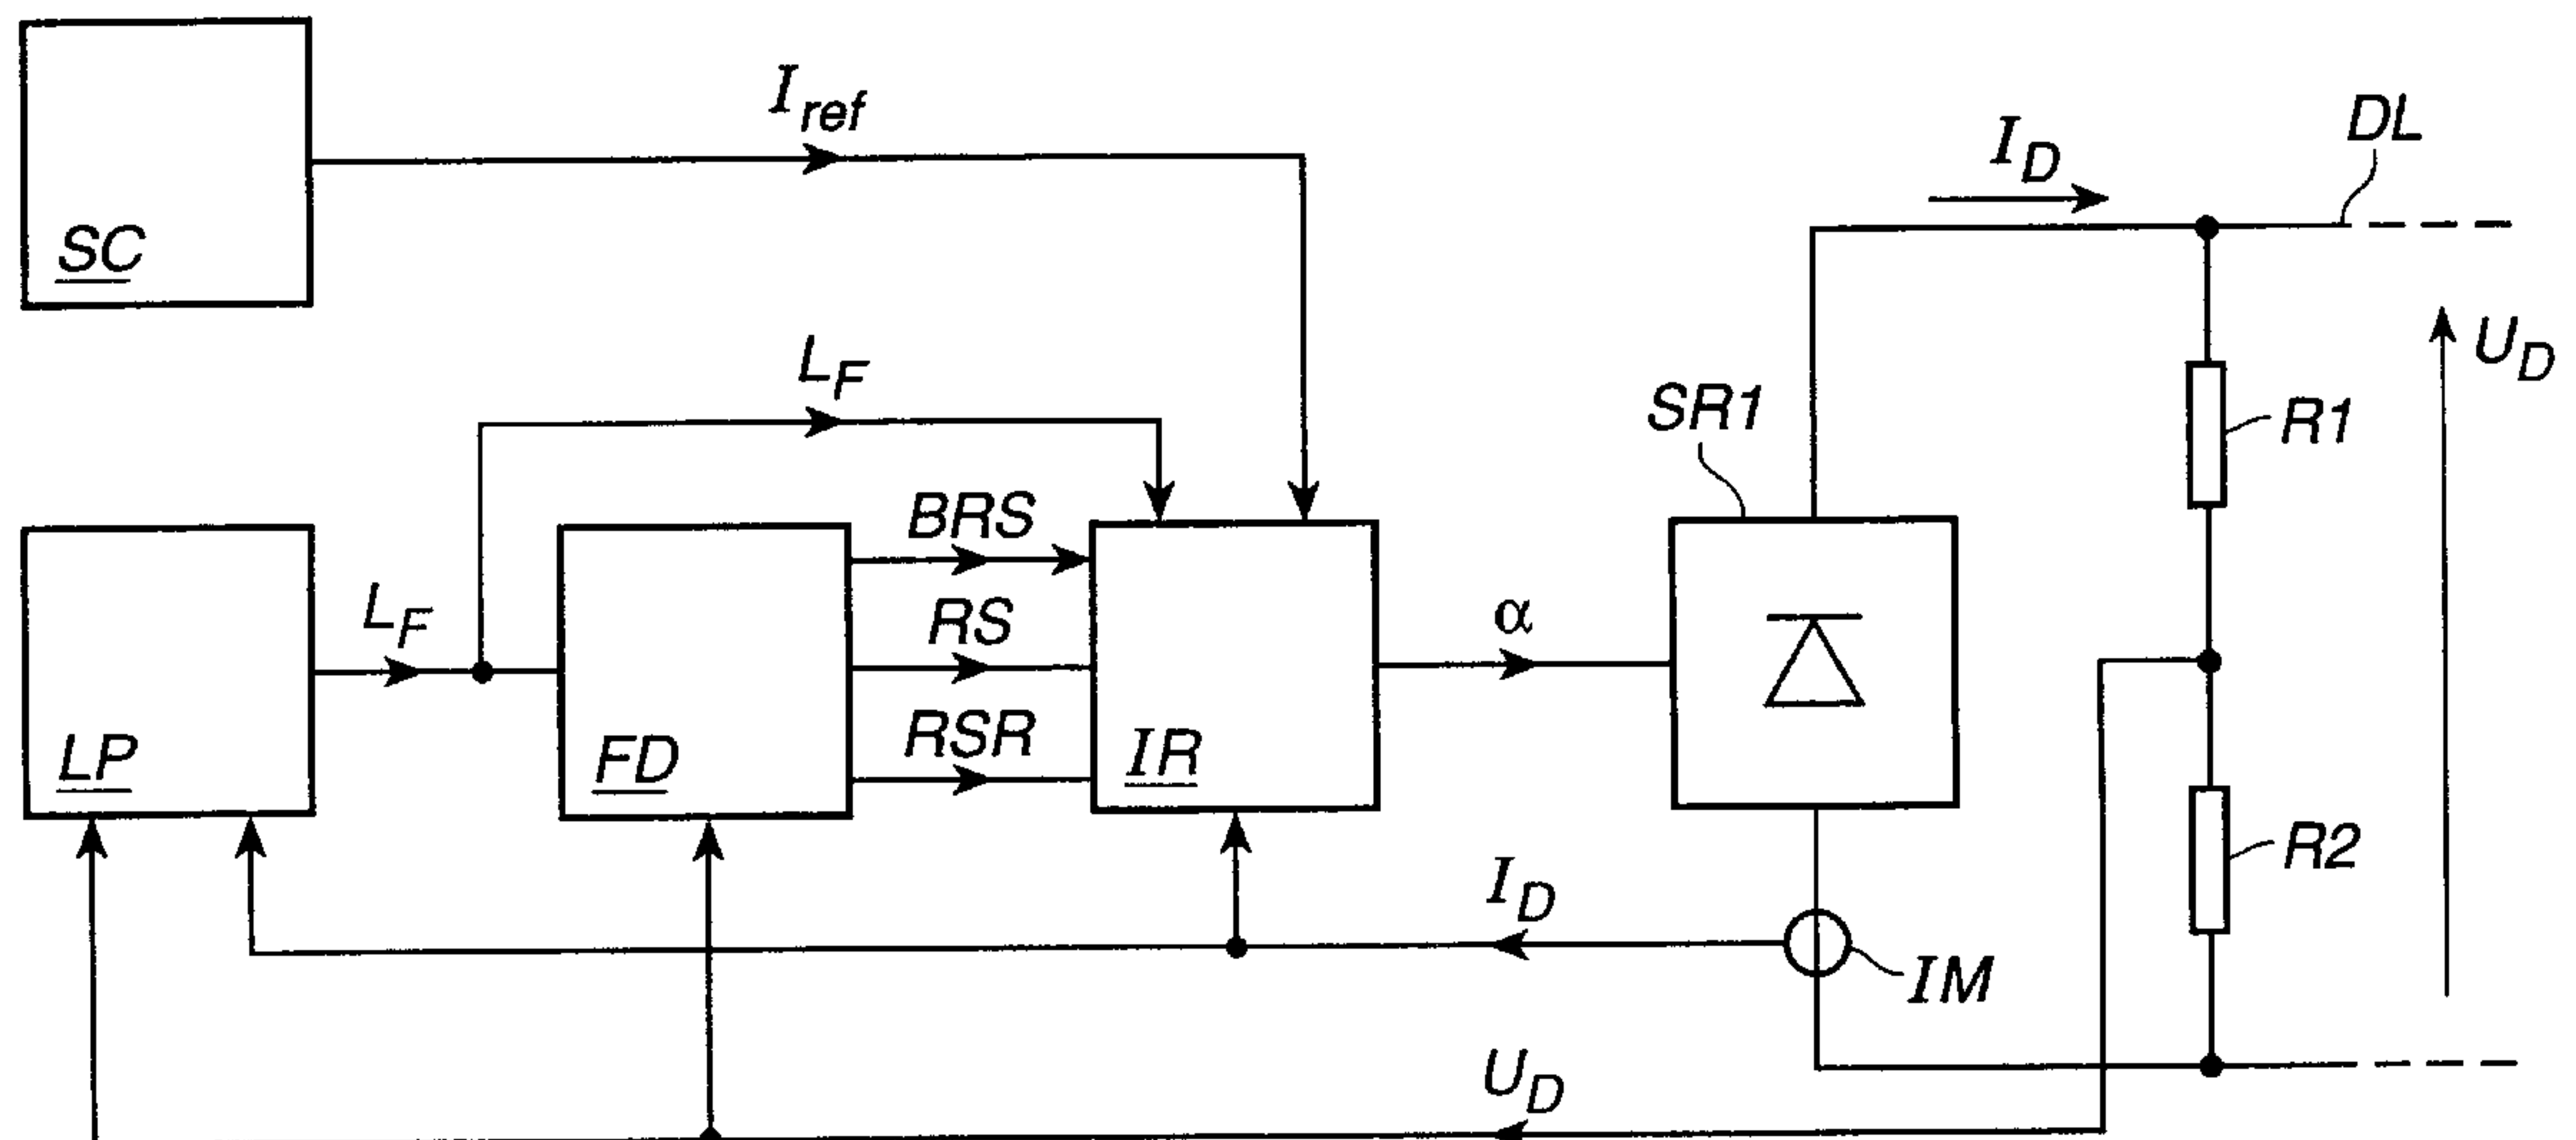 SC
I_ref
I_D
DL
U_D
L_F
SR1
R1
BRS
L_F
RS
α
RSR
LP
FD
IR
R2
I_D
IM
U_D